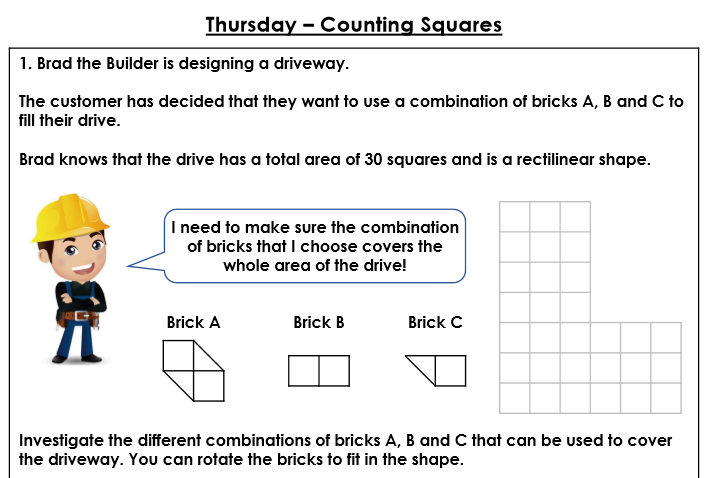 Thursday – Counting Squares
1. Brad the Builder is designing a driveway.
The customer has decided that they want to use a combination of bricks A, B and C to
fill their drive.
Brad knows that the drive has a total area of 30 squares and is a rectilinear shape.
I need to make sure the combination
of bricks that I choose covers the
whole area of the drive!
Brick A
Brick B
Brick C
Investigate the different combinations of bricks A, B and C that can be used to cover
the driveway. You can rotate the bricks to fit in the shape.